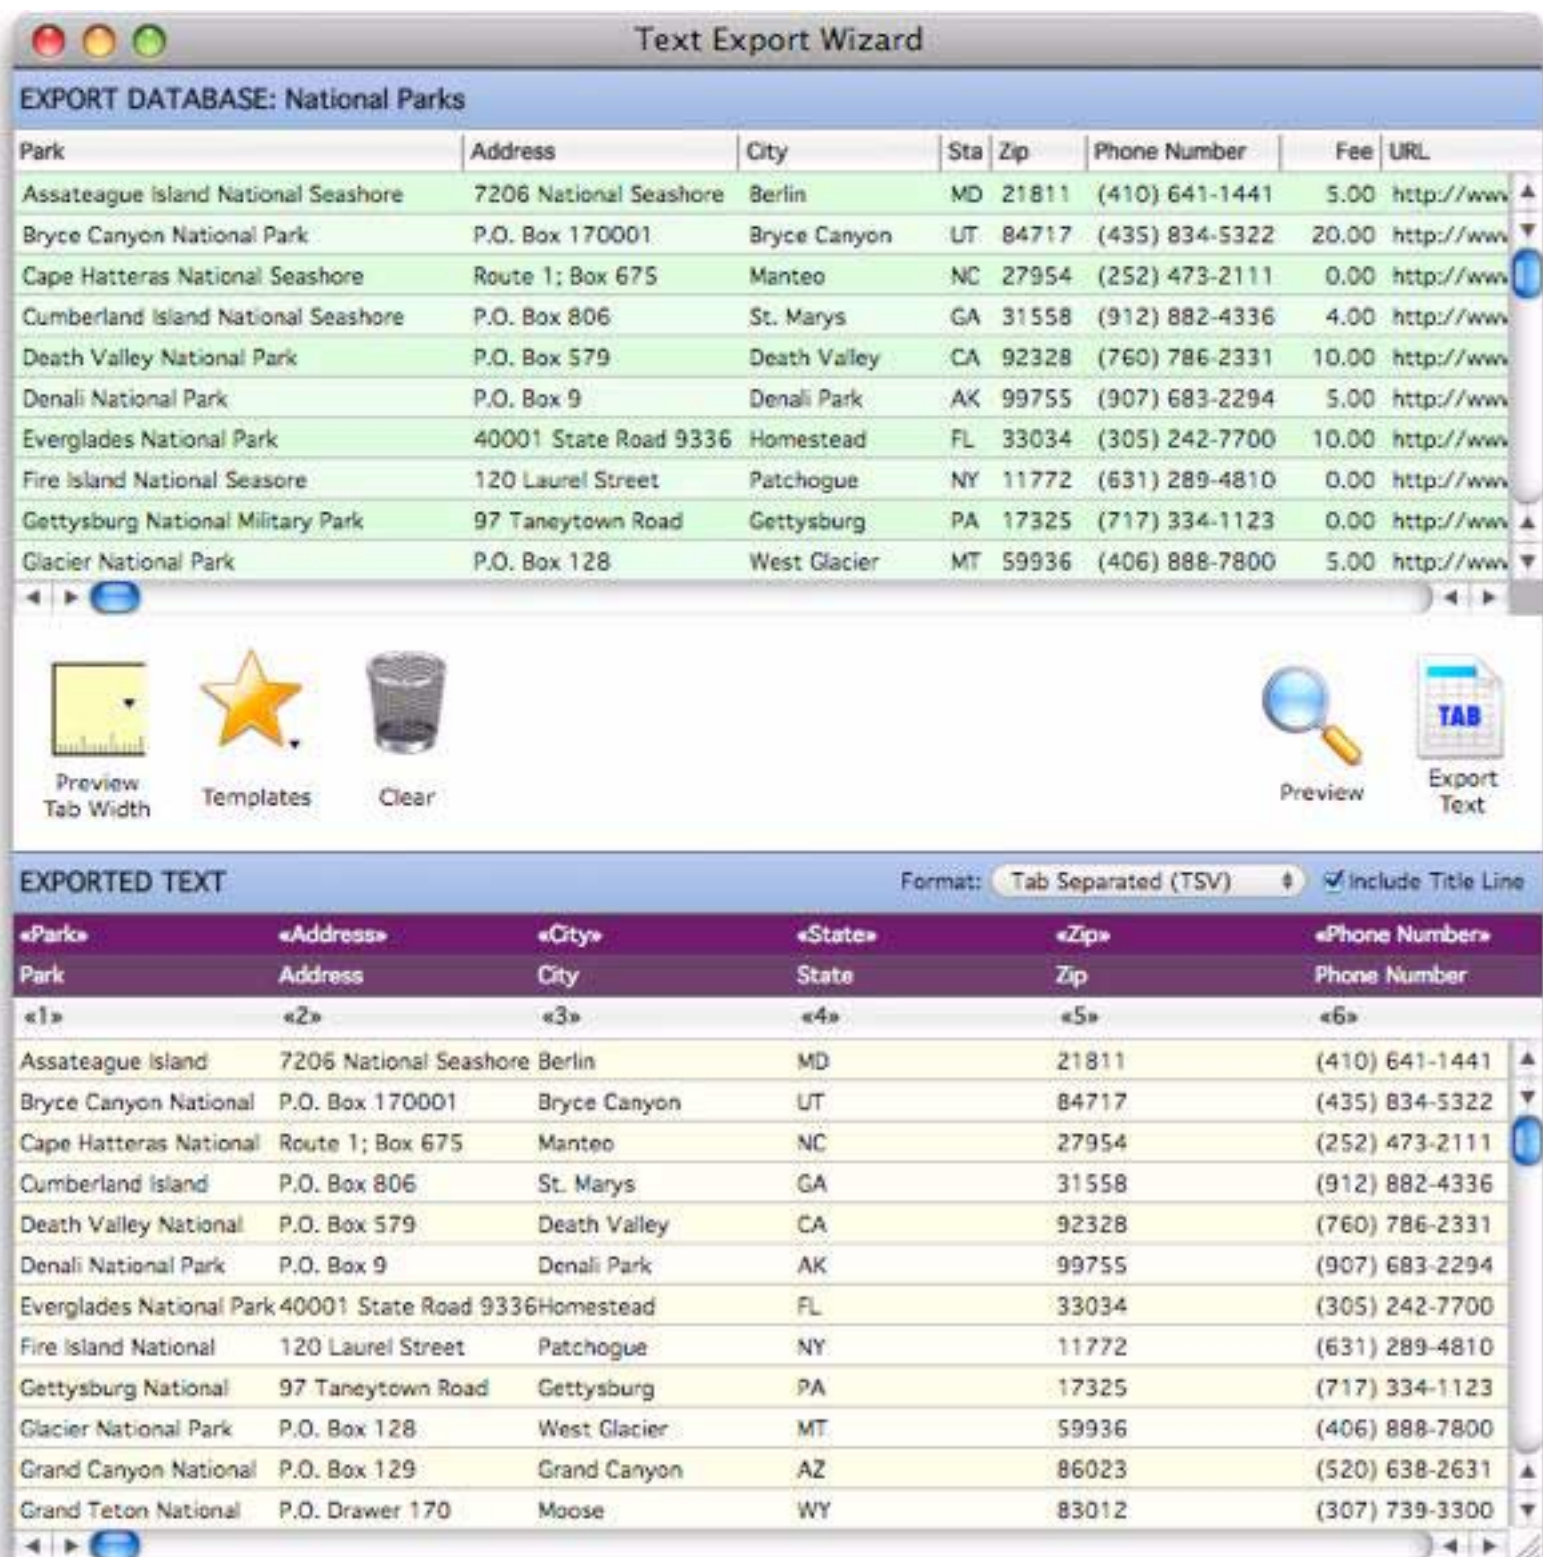 Text Export Wizard
EXPORT DATABASE: National Parks
Park Address City Sta Zip Phone Number Fee URL
Assateague Island National Seashore 7206 National Seashore Berlin MD 21811 (410) 641-1441 5.00 http://www
Bryce Canyon National Park P.O. Box 170001 Bryce Canyon UT 84717 (435) 834-5322 20.00 http://www
Cape Hatteras National Seashore Route 1; Box 675 Manteo NC 27954 (252) 473-2111 0.00 http://www
Cumberland Island National Seashore P.O. Box 806 St. Marys GA 31558 (912) 882-4336 4.00 http://www
Death Valley National Park P.O. Box 579 Death Valley CA 92328 (760) 786-2331 10.00 http://www
Denali National Park P.O. Box 9 Denali Park AK 99755 (907) 683-2294 5.00 http://www
Everglades National Park 40001 State Road 9336 Homestead FL 33034 (305) 242-7700 10.00 http://www
Fire Island National Seasore 120 Laurel Street Patchogue NY 11772 (631) 289-4810 0.00 http://www
Gettysburg National Military Park 97 Taneytown Road Gettysburg PA 17325 (717) 334-1123 0.00 http://www
Glacier National Park P.O. Box 128 West Glacier MT 59936 (406) 888-7800 5.00 http://www
TAB
Preview
Tab Width
Templates
Clear
Preview
Export
Text
EXPORTED TEXT Format: Tab Separated (TSV) Include Title Line
«Park» «Address» «City» «State» «Zip» «Phone Number»
Park Address City State Zip Phone Number
«1» «2» «3» «4» «5» «6»
Assateague Island 7206 National Seashore Berlin MD 21811 (410) 641-1441
Bryce Canyon National P.O. Box 170001 Bryce Canyon UT 84717 (435) 834-5322
Cape Hatteras National Route 1; Box 675 Manteo NC 27954 (252) 473-2111
Cumberland Island P.O. Box 806 St. Marys GA 31558 (912) 882-4336
Death Valley National P.O. Box 579 Death Valley CA 92328 (760) 786-2331
Denali National Park P.O. Box 9 Denali Park AK 99755 (907) 683-2294
Everglades National Park 40001 State Road 9336 Homestead FL 33034 (305) 242-7700
Fire Island National 120 Laurel Street Patchogue NY 11772 (631) 289-4810
Gettysburg National 97 Taneytown Road Gettysburg PA 17325 (717) 334-1123
Glacier National Park P.O. Box 128 West Glacier MT 59936 (406) 888-7800
Grand Canyon National P.O. Box 129 Grand Canyon AZ 86023 (520) 638-2631
Grand Teton National P.O. Drawer 170 Moose WY 83012 (307) 739-3300